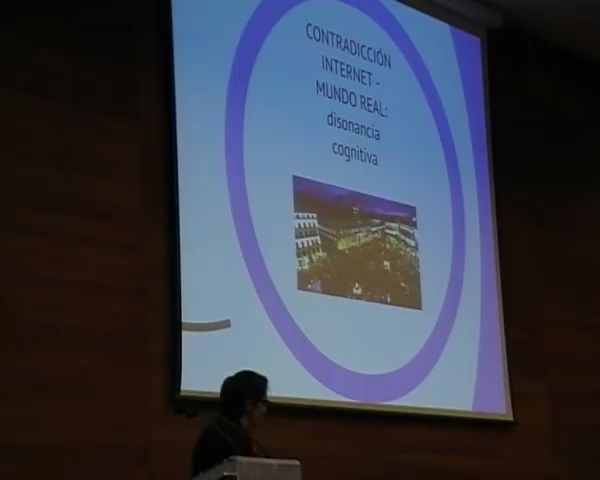 CONTRADICCIÓN
INTERNET -
MUNDO REAL:
disonancia
cognitiva